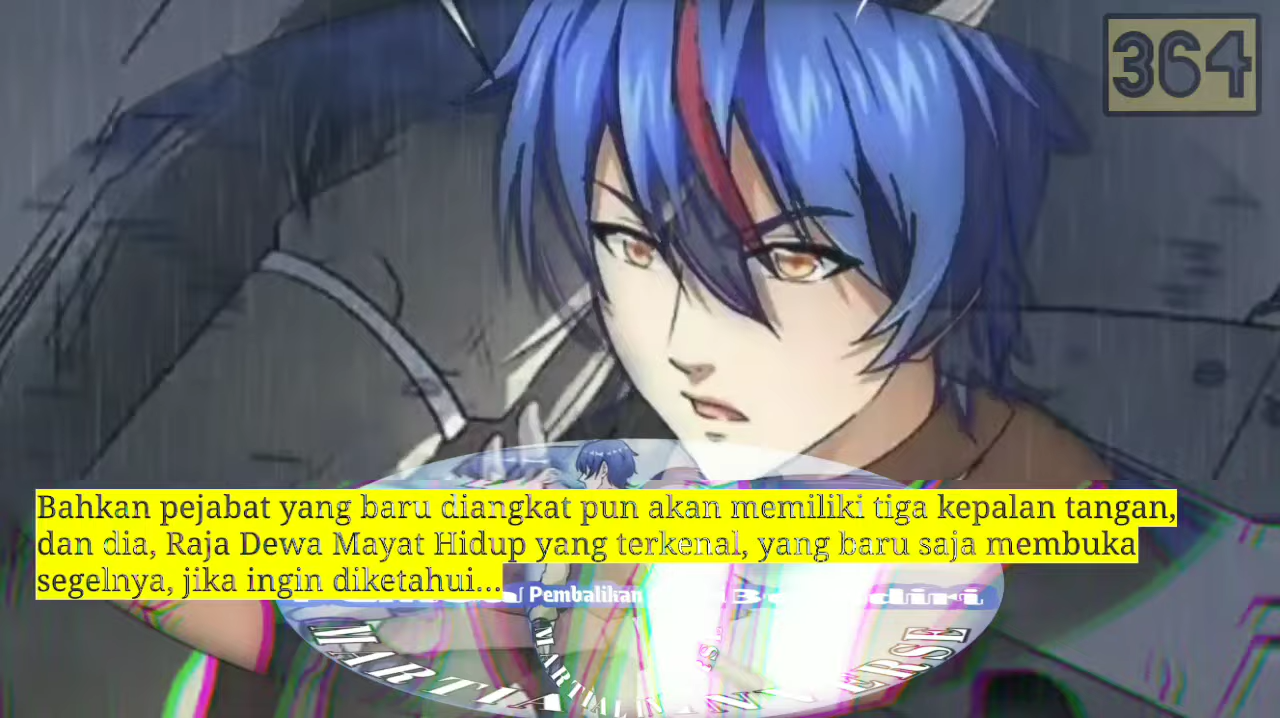 364
Bahkan pejabat yang baru diangkat pun akan memiliki tiga kepalan tangan,
dan dia, Raja Dewa Mayat Hidup yang terkenal, yang baru saja membuka
segelnya, jika ingin diketahui...
Pembalikan